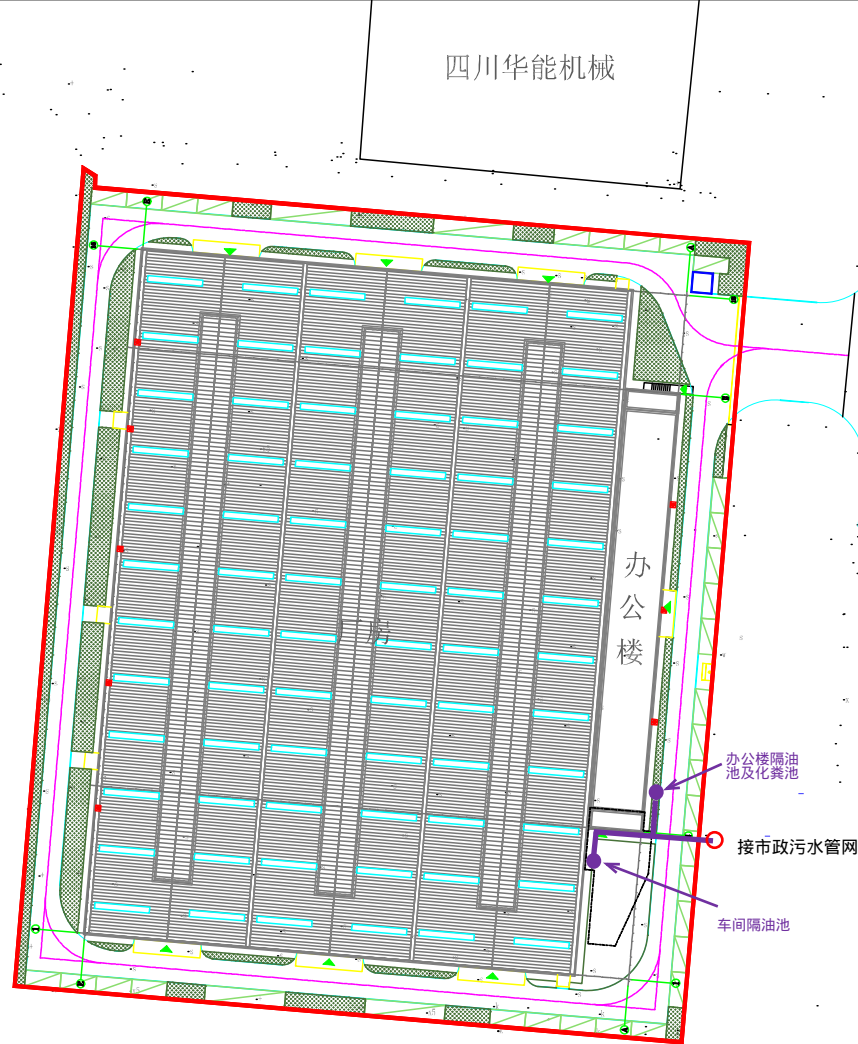 四川华能机械
办
公
楼
厂房
办公楼隔油
池及化粪池
接市政污水管网
车间隔油池